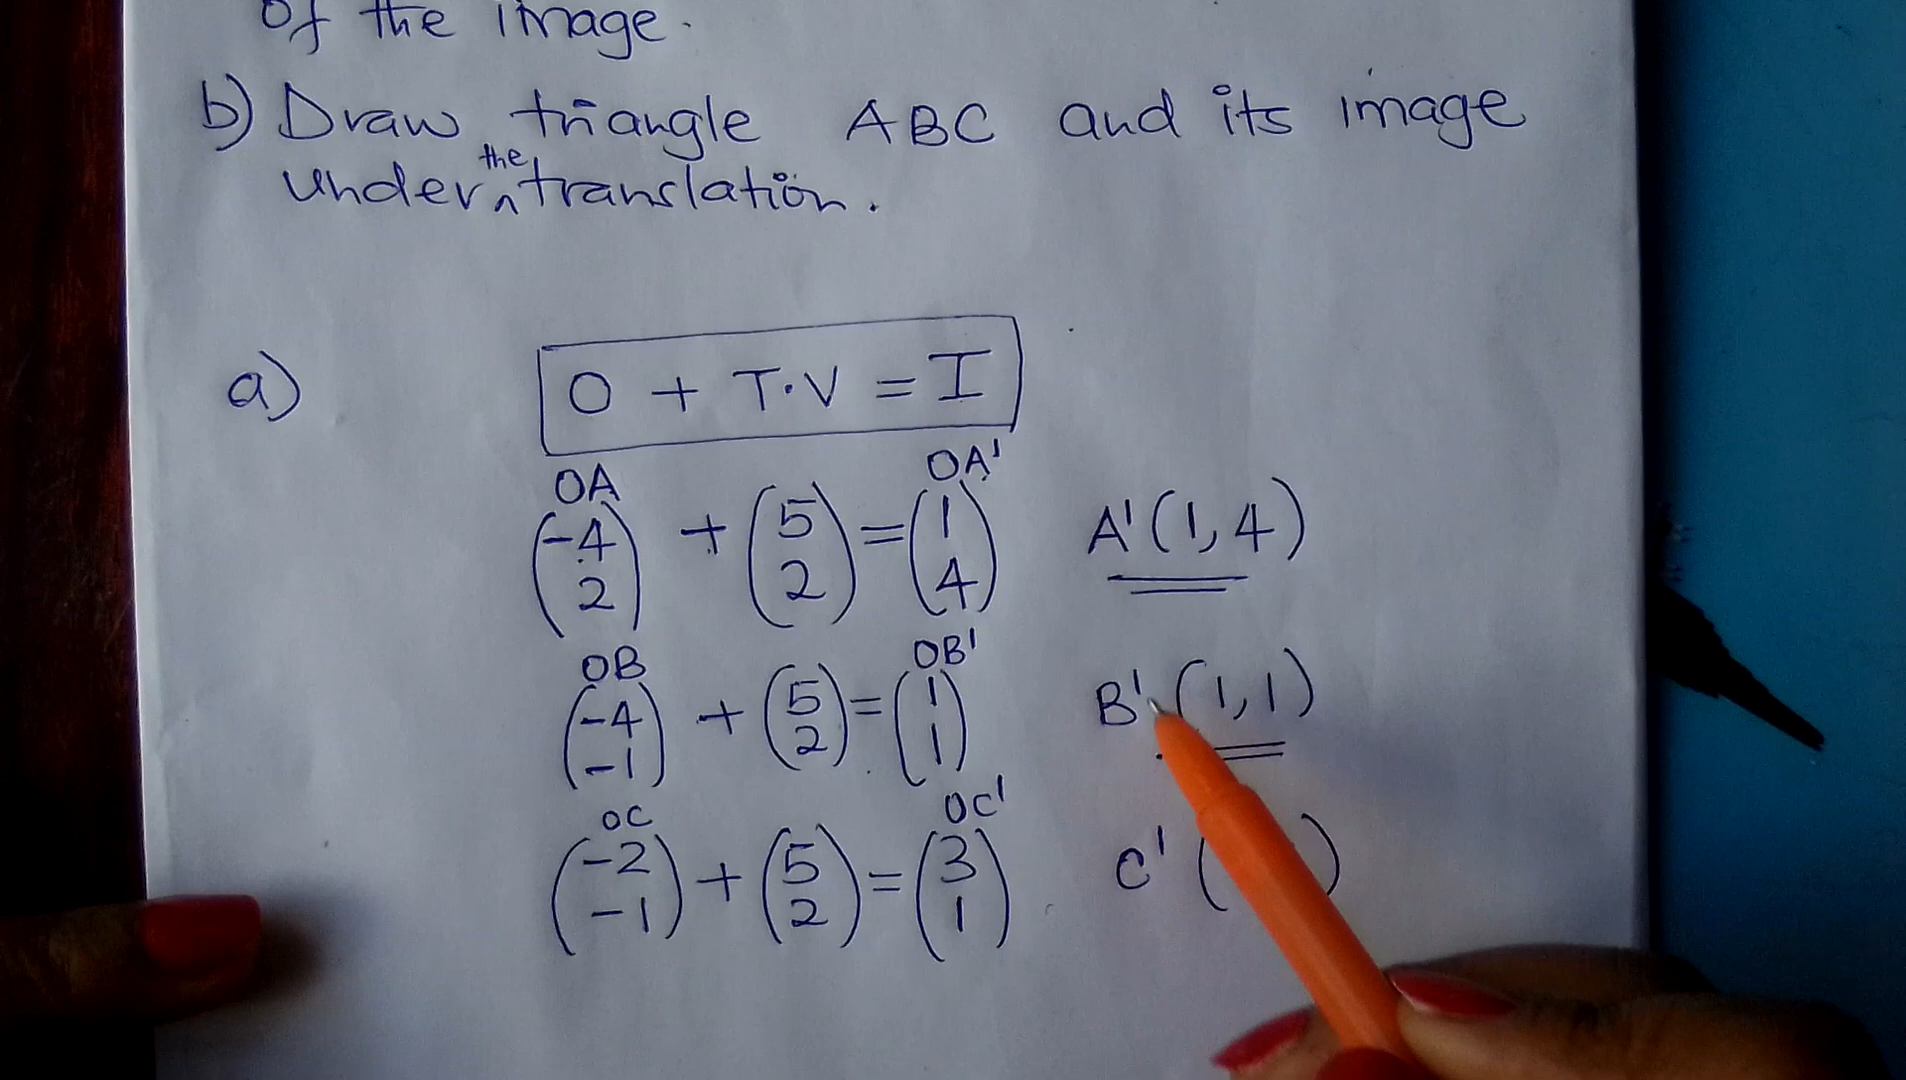 of the image.
b) Draw triangle ABC and its image
under the translation.
a)
O + T.V = I
OA OA'
(-4 2) + (5 2) = (1 4) A'(1,4)
OB OB'
(-4 -1) + (5 2) = (1 1) B'(1,1)
OC OC'
(-2 -1) + (5 2) = (3 1) C'( )